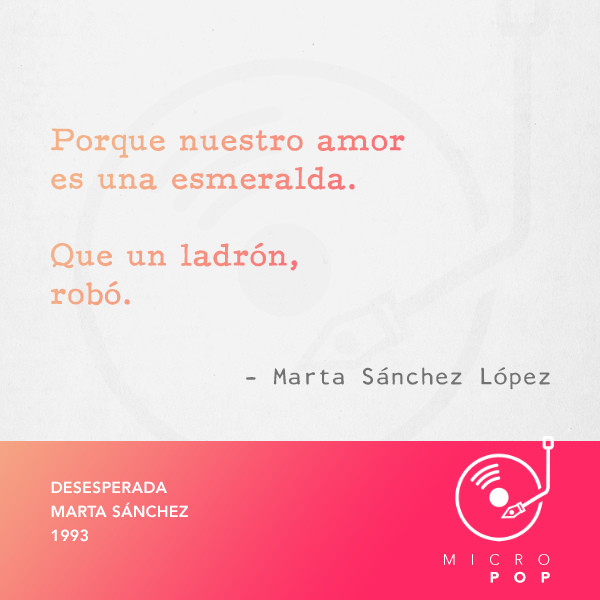 Porque nuestro amor
es una esmeralda.
Que un ladrón,
robó.
- Marta Sánchez López
DESESPERADA
MARTA SÁNCHEZ
1993
MICRO
POP